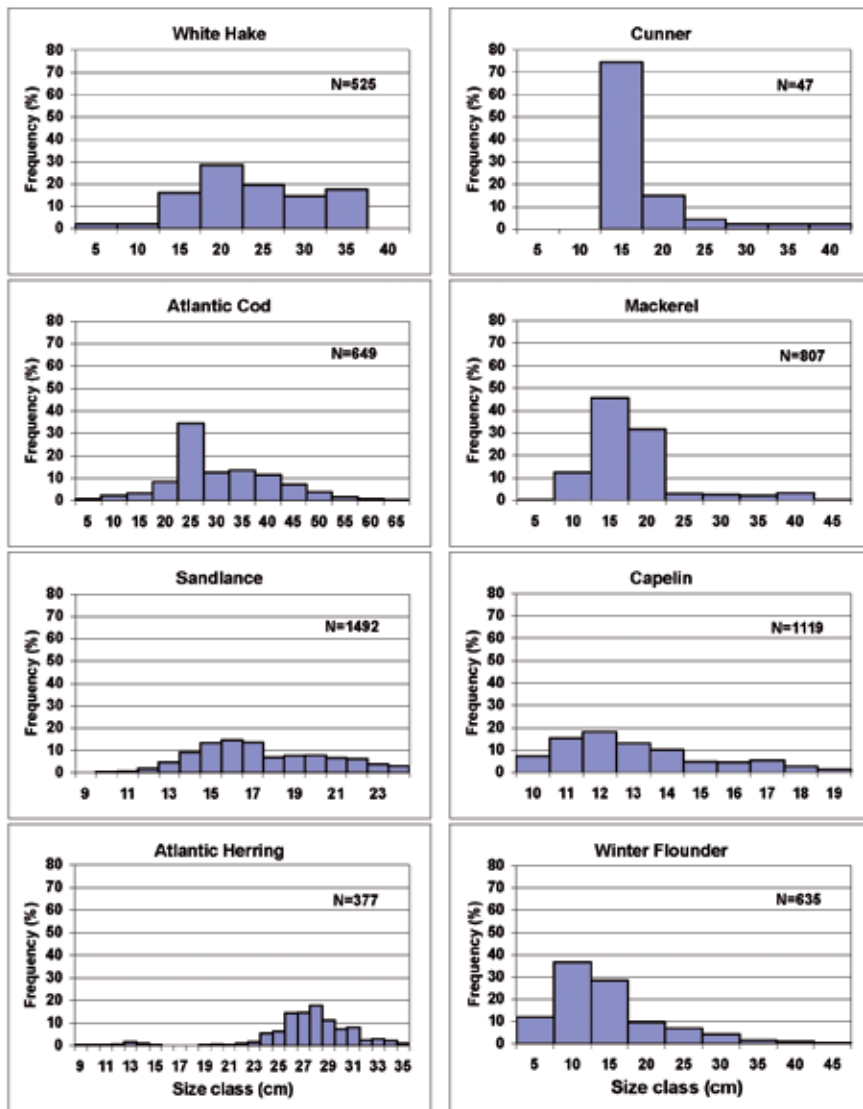 White Hake
80
70
60
50
40
30
20
10
0
Frequency (%)
N=525
5 10 15 20 25 30 35 40
Cunner
80
70
60
50
40
30
20
10
0
Frequency (%)
N=47
5 10 15 20 25 30 35 40
Atlantic Cod
80
70
60
50
40
30
20
10
0
Frequency (%)
N=649
5 10 15 20 25 30 35 40 45 50 55 60 65
Mackerel
80
70
60
50
40
30
20
10
0
Frequency (%)
N=807
5 10 15 20 25 30 35 40 45
Sandlance
80
70
60
50
40
30
20
10
0
Frequency (%)
N=1492
9 11 13 15 17 19 21 23
Capelin
80
70
60
50
40
30
20
10
0
Frequency (%)
N=1119
10 11 12 13 14 15 16 17 18 19
Atlantic Herring
80
70
60
50
40
30
20
10
0
Frequency (%)
N=377
9 11 13 15 17 19 21 23 25 27 29 31 33 35
Size class (cm)
Winter Flounder
80
70
60
50
40
30
20
10
0
Frequency (%)
N=635
5 10 15 20 25 30 35 40 45
Size class (cm)